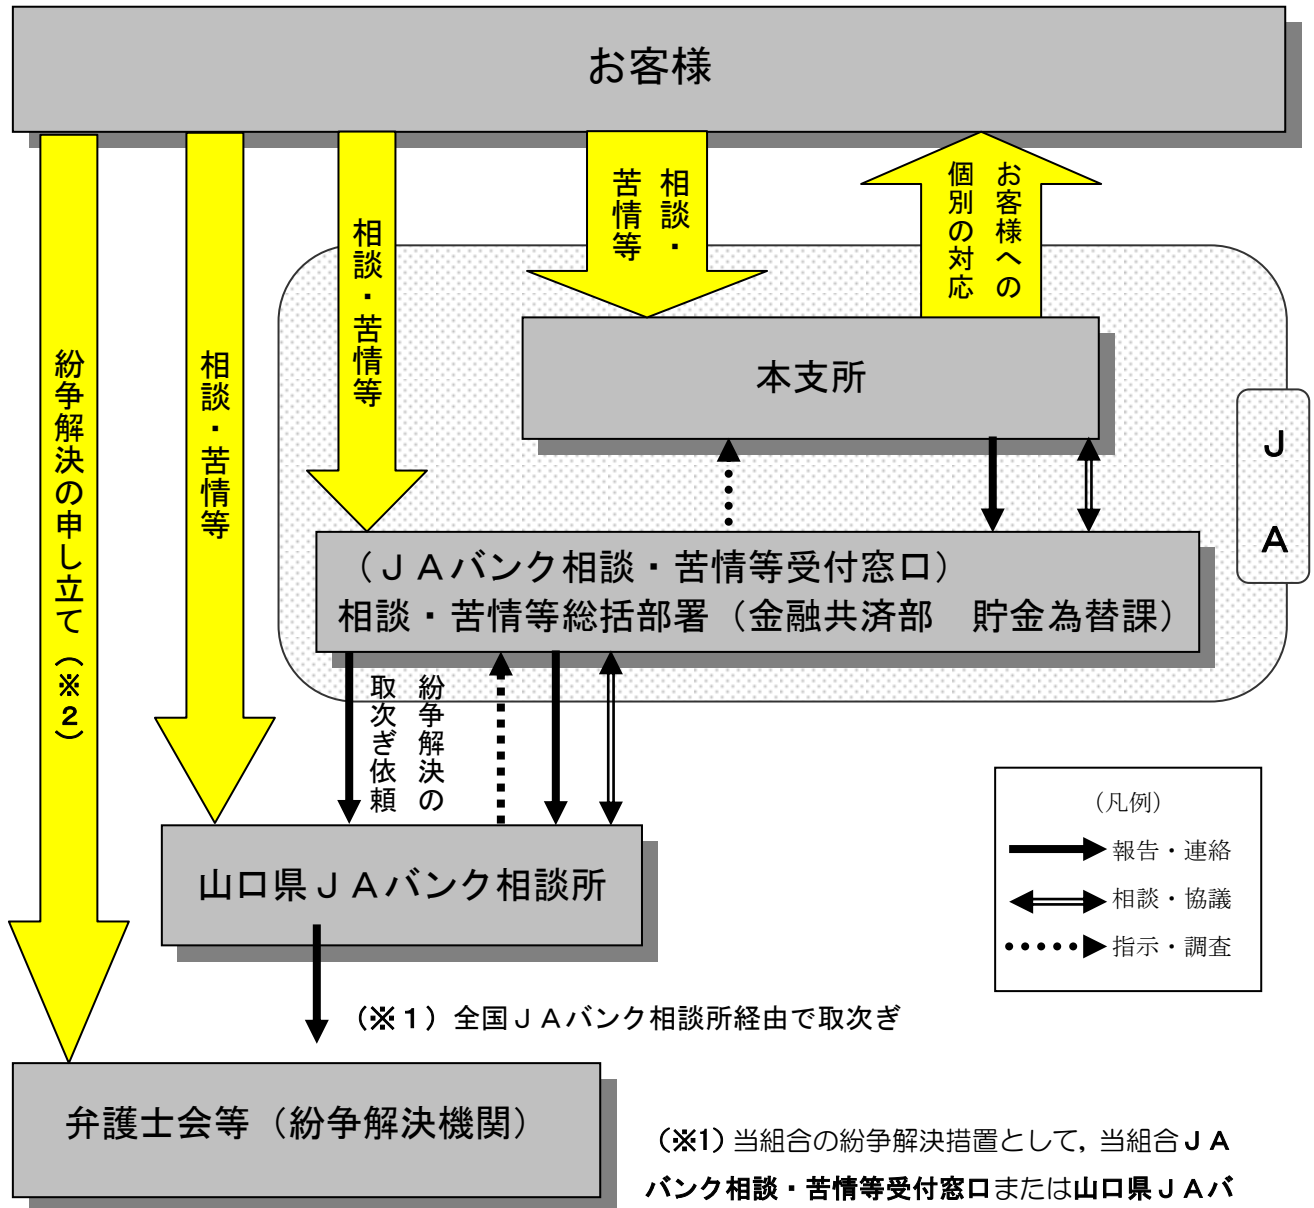 お客様
紛争解決の申し立て（※２）
相談・苦情等
相談・苦情等
相談・
苦情等
お客様への
個別の対応
本支所
ＪＡ
（ＪＡバンク相談・苦情等受付窓口）
相談・苦情等総括部署（金融共済部　貯金為替課）
紛争解決の
取次ぎ依頼
（凡例）
報告・連絡
相談・協議
指示・調査
山口県ＪＡバンク相談所
（※１）全国ＪＡバンク相談所経由で取次ぎ
弁護士会等（紛争解決機関）
（※1）当組合の紛争解決措置として，当組合ＪＡ
バンク相談・苦情等受付窓口または山口県ＪＡバ